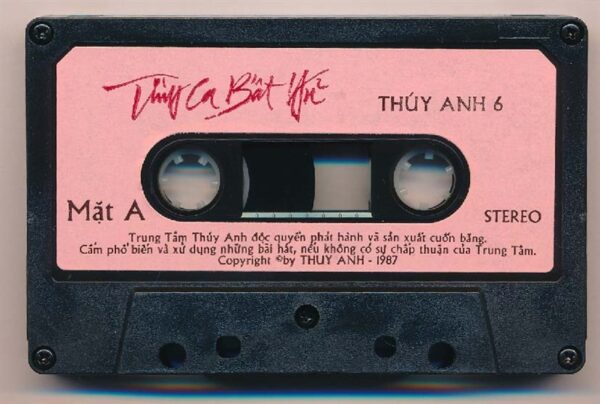 Tình Ca Bất Tử
THÚY ANH 6
Mặt A
STEREO
Trung Tâm Thúy Anh độc quyền phát hành và sản xuất cuốn băng.
Cấm phổ biến và xử dụng những bài hát, nếu không có sự chấp thuận của Trung Tâm.
Copyright ©by THUY ANH - 1987